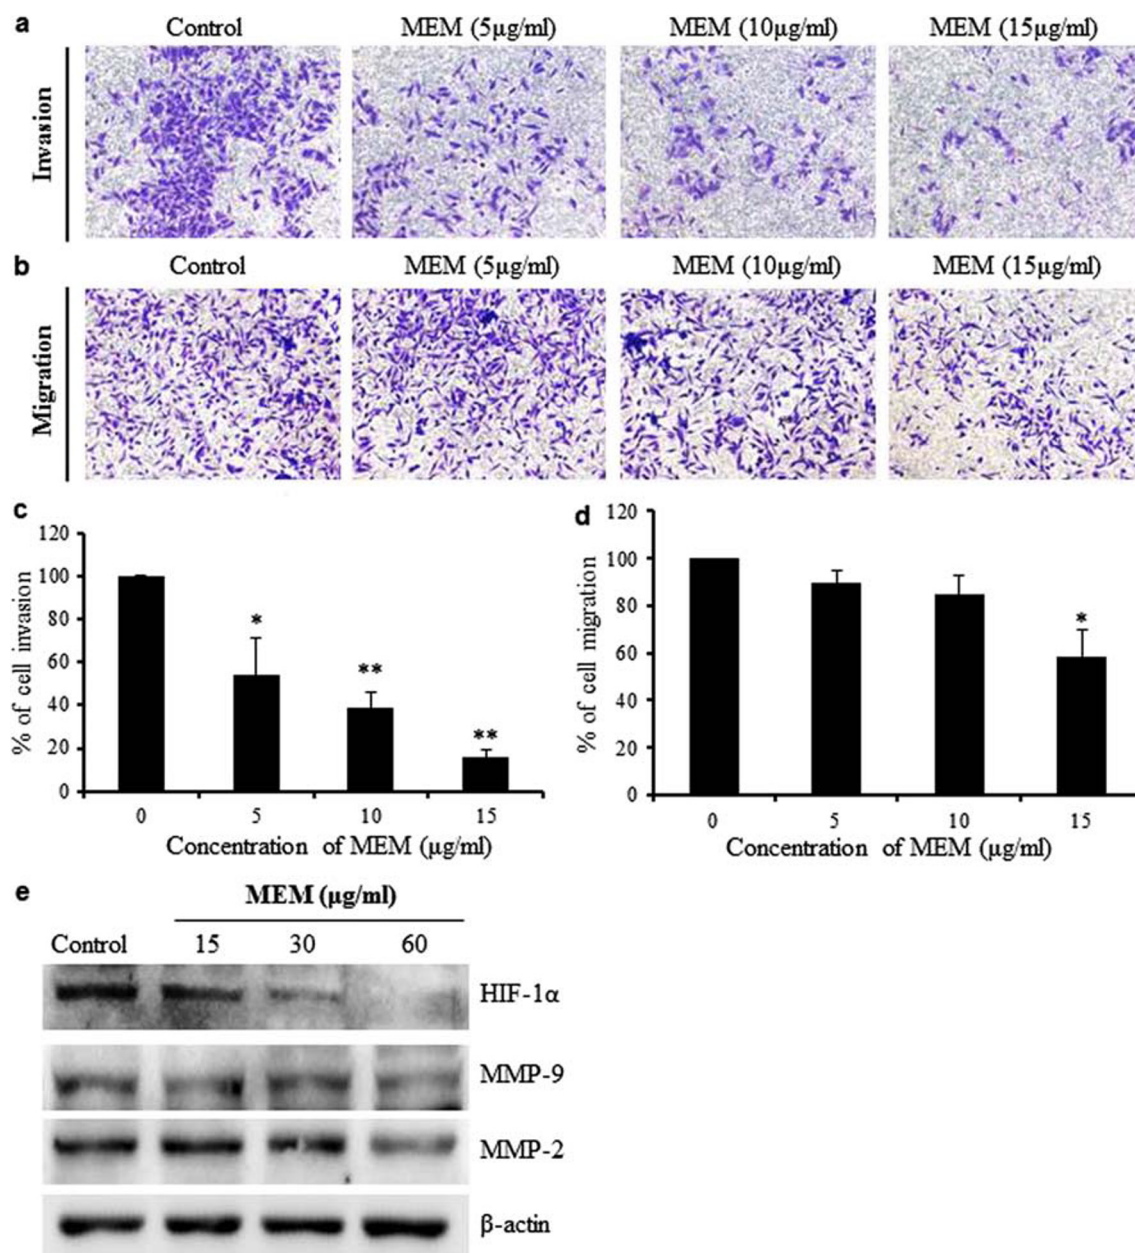 a
Control MEM (5µg/ml) MEM (10µg/ml) MEM (15µg/ml)
Invasion
b
Control MEM (5µg/ml) MEM (10µg/ml) MEM (15µg/ml)
Migration
c
% of cell invasion
120
100
80
60
40
20
0
*
**
**
0 5 10 15
Concentration of MEM (µg/ml)
d
% of cell migration
120
100
80
60
40
20
0
*
0 5 10 15
Concentration of MEM (µg/ml)
e
MEM (µg/ml)
Control 15 30 60
HIF-1α
MMP-9
MMP-2
β-actin